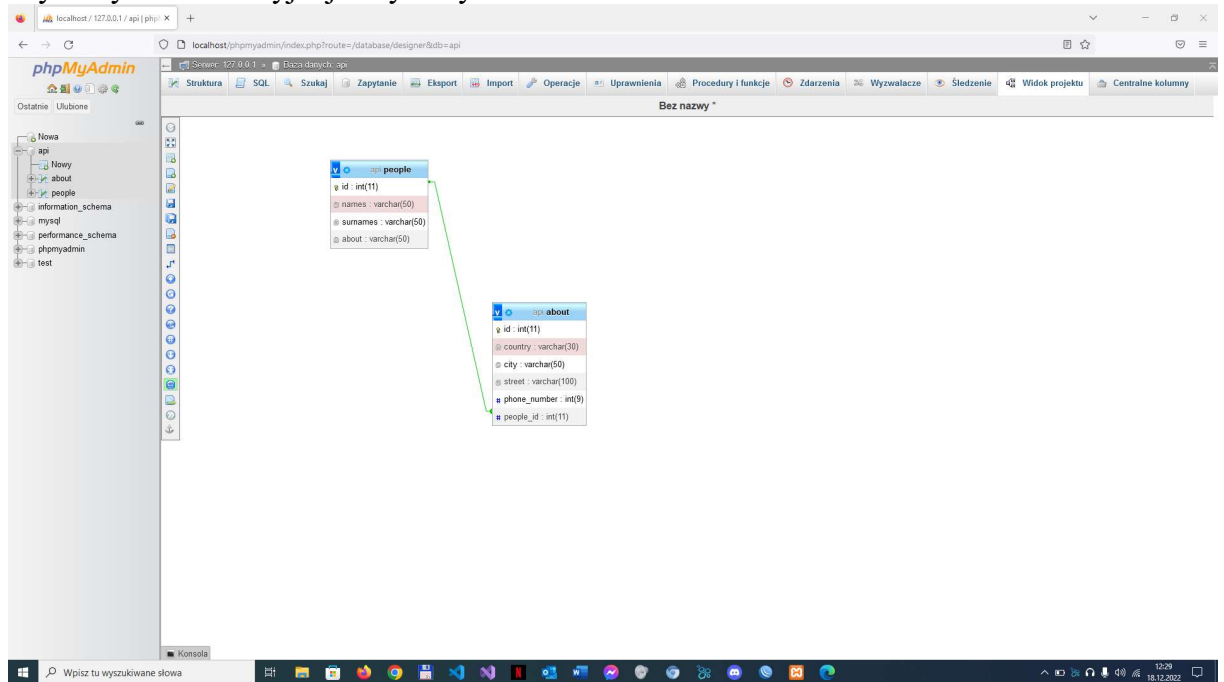 localhost / 127.0.0.1 / api | php
localhost/phpmyadmin/index.php?route=/database/designer&db=api
phpMyAdmin
Ostatnie Ulubione
Nowa
api
Nowy
about
people
information_schema
mysql
performance_schema
phpmyadmin
test
Serwer: 127.0.0.1 » Baza danych: api
Struktura SQL Szukaj Zapytanie Eksport Import Operacje Uprawnienia Procedury i funkcje Zdarzenia Wyzwalacze Śledzenie Widok projektu Centralne kolumny
Bez nazwy *
v api people
id : int(11)
names : varchar(50)
surnames : varchar(50)
about : varchar(50)
v api about
id : int(11)
country : varchar(30)
city : varchar(50)
street : varchar(100)
# phone_number : int(9)
# people_id : int(11)
Konsola
Wpisz tu wyszukiwane słowa
12:29
18.12.2022